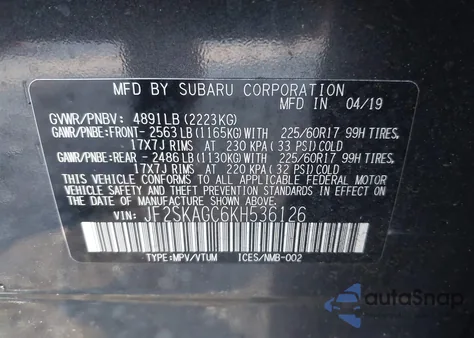 MFD BY SUBARU CORPORATION
MFD IN 04/19
GVWR/PNBV: 4891LB (2223KG)
GAWR/PNBE:FRONT- 2563LB (1165KG)WITH 225/60R17 99H TIRES.
17X7J RIMS AT 230 KPA (33 PSI)COLD
GAWR/PNBE:REAR - 2486LB (1130KG)WITH 225/60R17 99H TIRES.
17X7J RIMS AT 220 KPA (32 PSI)COLD
THIS VEHICLE CONFORMS TO ALL APPLICABLE FEDERAL MOTOR
VEHICLE SAFETY, BUMPER, AND THEFT PREVENTION STANDARDS
IN EFFECT ON THE DATE OF MANUFACTURE SHOWN ABOVE.
VIN: JF2SKAGC6KH536126
TYPE:MPV/VTUM ICES/NMB-002
autoSnap